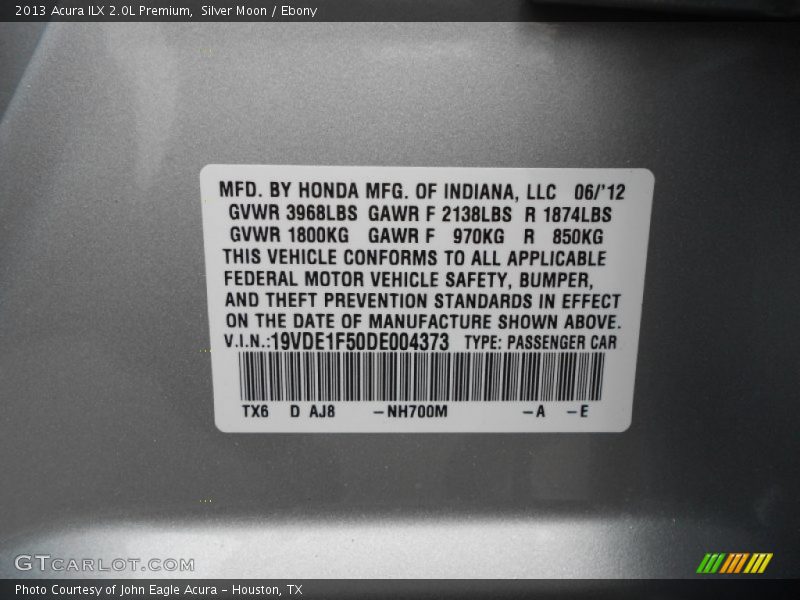 2013 Acura ILX 2.0L Premium, Silver Moon / Ebony
MFD. BY HONDA MFG. OF INDIANA, LLC 06/'12
GVWR 3968LBS GAWR F 2138LBS R 1874LBS
GVWR 1800KG GAWR F 970KG R 850KG
THIS VEHICLE CONFORMS TO ALL APPLICABLE
FEDERAL MOTOR VEHICLE SAFETY, BUMPER,
AND THEFT PREVENTION STANDARDS IN EFFECT
ON THE DATE OF MANUFACTURE SHOWN ABOVE.
V.I.N.:19VDE1F50DE004373 TYPE: PASSENGER CAR
TX6 D AJ8 –NH700M –A –E
GTCARLOT.COM
Photo Courtesy of John Eagle Acura – Houston, TX